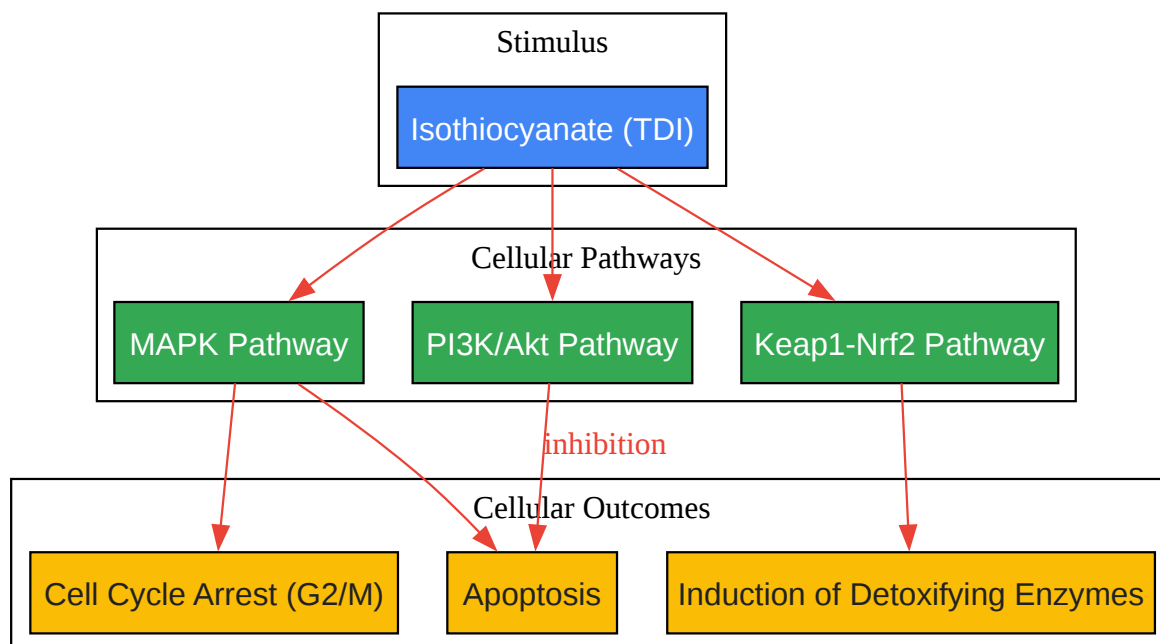 Stimulus
Isothiocyanate (TDI)
Cellular Pathways
MAPK Pathway
PI3K/Akt Pathway
Keap1-Nrf2 Pathway
inhibition
Cellular Outcomes
Cell Cycle Arrest (G2/M)
Apoptosis
Induction of Detoxifying Enzymes